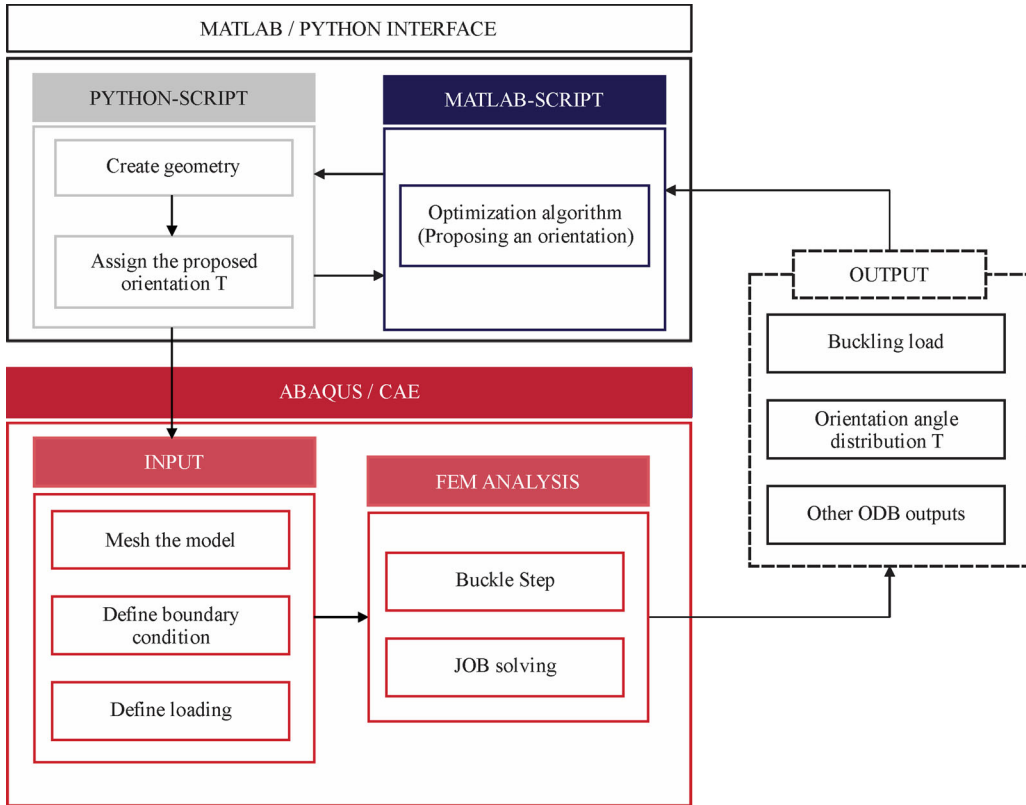 MATLAB / PYTHON INTERFACE
PYTHON-SCRIPT
Create geometry
Assign the proposed
orientation T
MATLAB-SCRIPT
Optimization algorithm
(Proposing an orientation)
ABAQUS / CAE
INPUT
Mesh the model
Define boundary
condition
Define loading
FEM ANALYSIS
Buckle Step
JOB solving
OUTPUT
Buckling load
Orientation angle
distribution T
Other ODB outputs